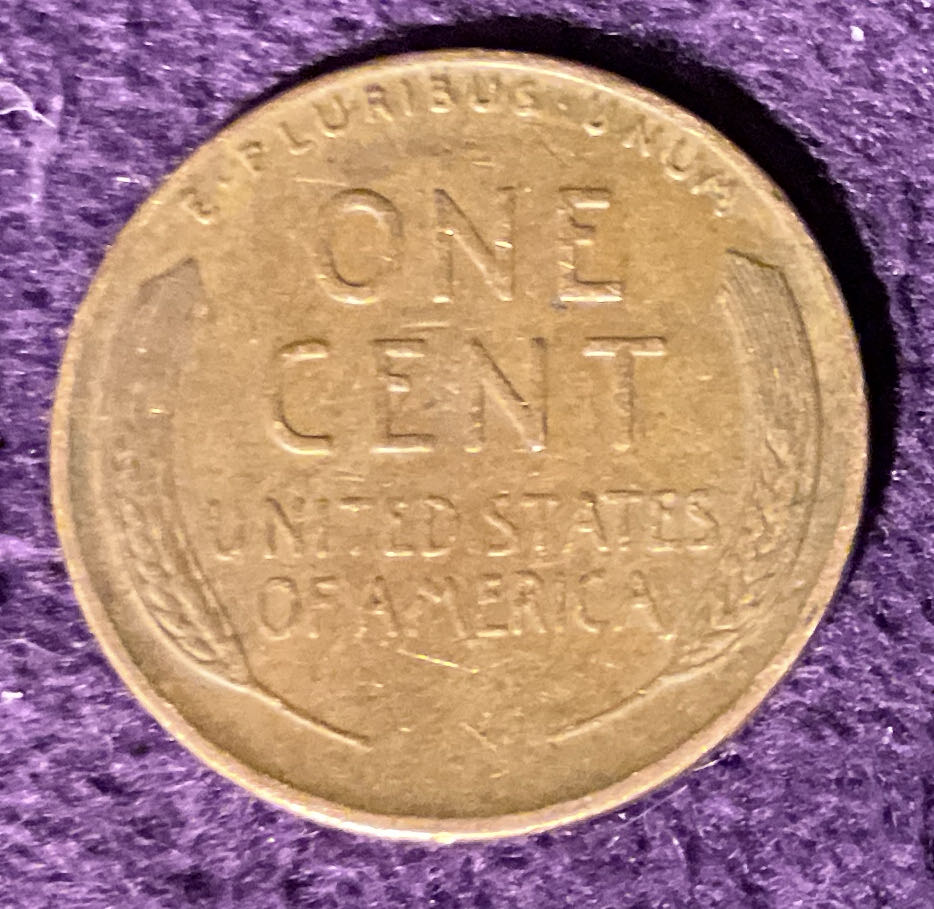 E · PLURIBUS · UNUM
ONE
CENT
UNITED STATES
OF AMERICA